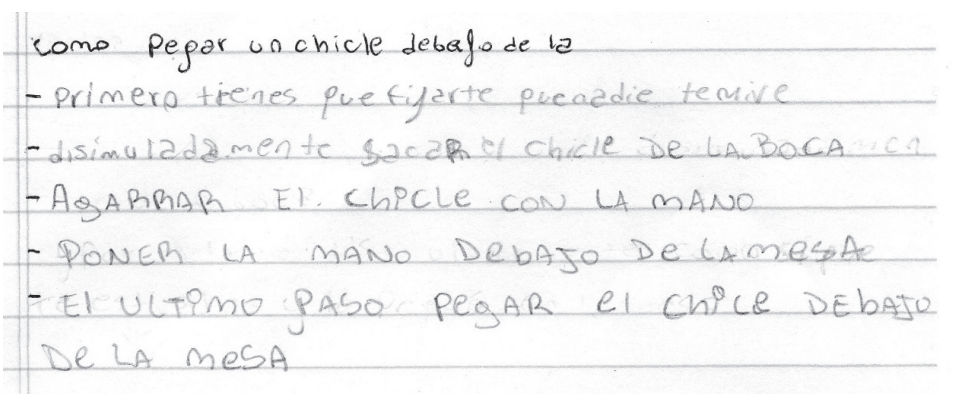 como pegar un chicle debajo de la
- primero tienes que fijarte que nadie te mire
- disimuladamente sacar el chicle DE LA BOCA
- AgARRAR El. ChicLe CON LA mANO
- PONER LA MANO DebAJO De LA mesA
- El ULTimo PASO PegAR el Chice DEbAJO
De LA meSA